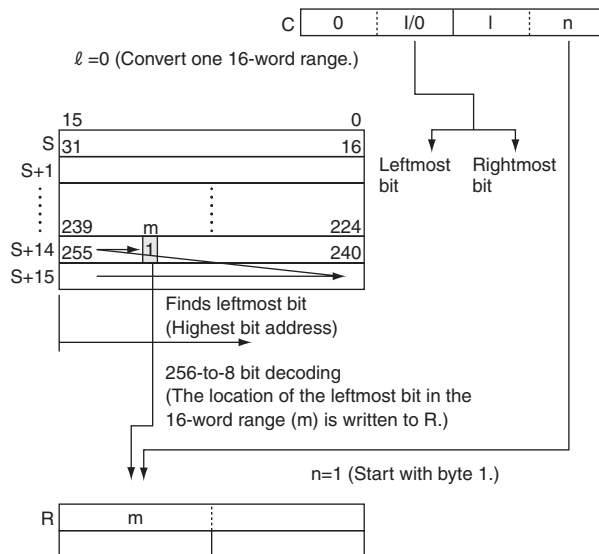 C 0 l/0 l n
ℓ =0 (Convert one 16-word range.)
15 0
S 31 16
S+1
Leftmost bit
Rightmost bit
239 m 224
S+14 255 1 240
S+15
Finds leftmost bit
(Highest bit address)
256-to-8 bit decoding
(The location of the leftmost bit in the
16-word range (m) is written to R.)
n=1 (Start with byte 1.)
R m